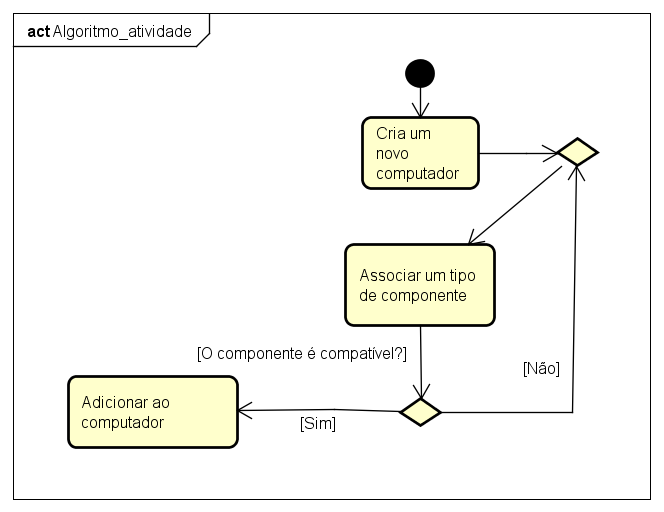 act Algoritmo_atividade
Cria um
novo
computador
Associar um tipo
de componente
[O componente é compatível?]
[Não]
Adicionar ao
computador
[Sim]